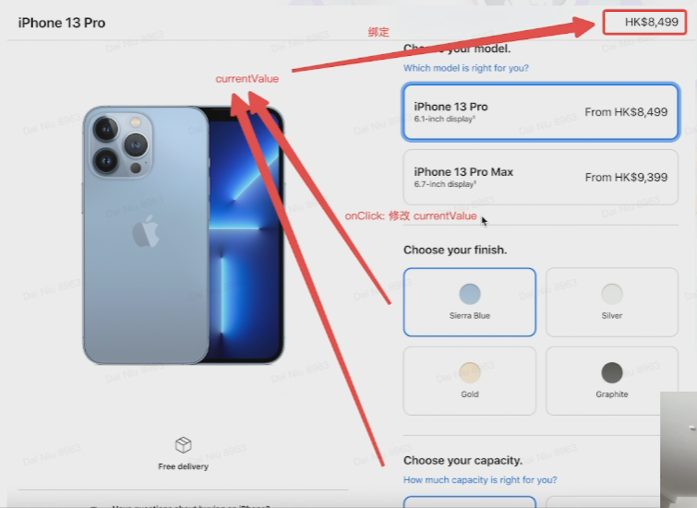 iPhone 13 Pro
HK$8,499
绑定
Choose your model.
currentValue
Which model is right for you?
iPhone 13 Pro
6.1-inch display¹
From HK$8,499
iPhone 13 Pro Max
6.7-inch display¹
From HK$9,399
onClick: 修改 currentValue
Choose your finish.
Sierra Blue
Silver
Gold
Graphite
Free delivery
Choose your capacity.
How much capacity is right for you?